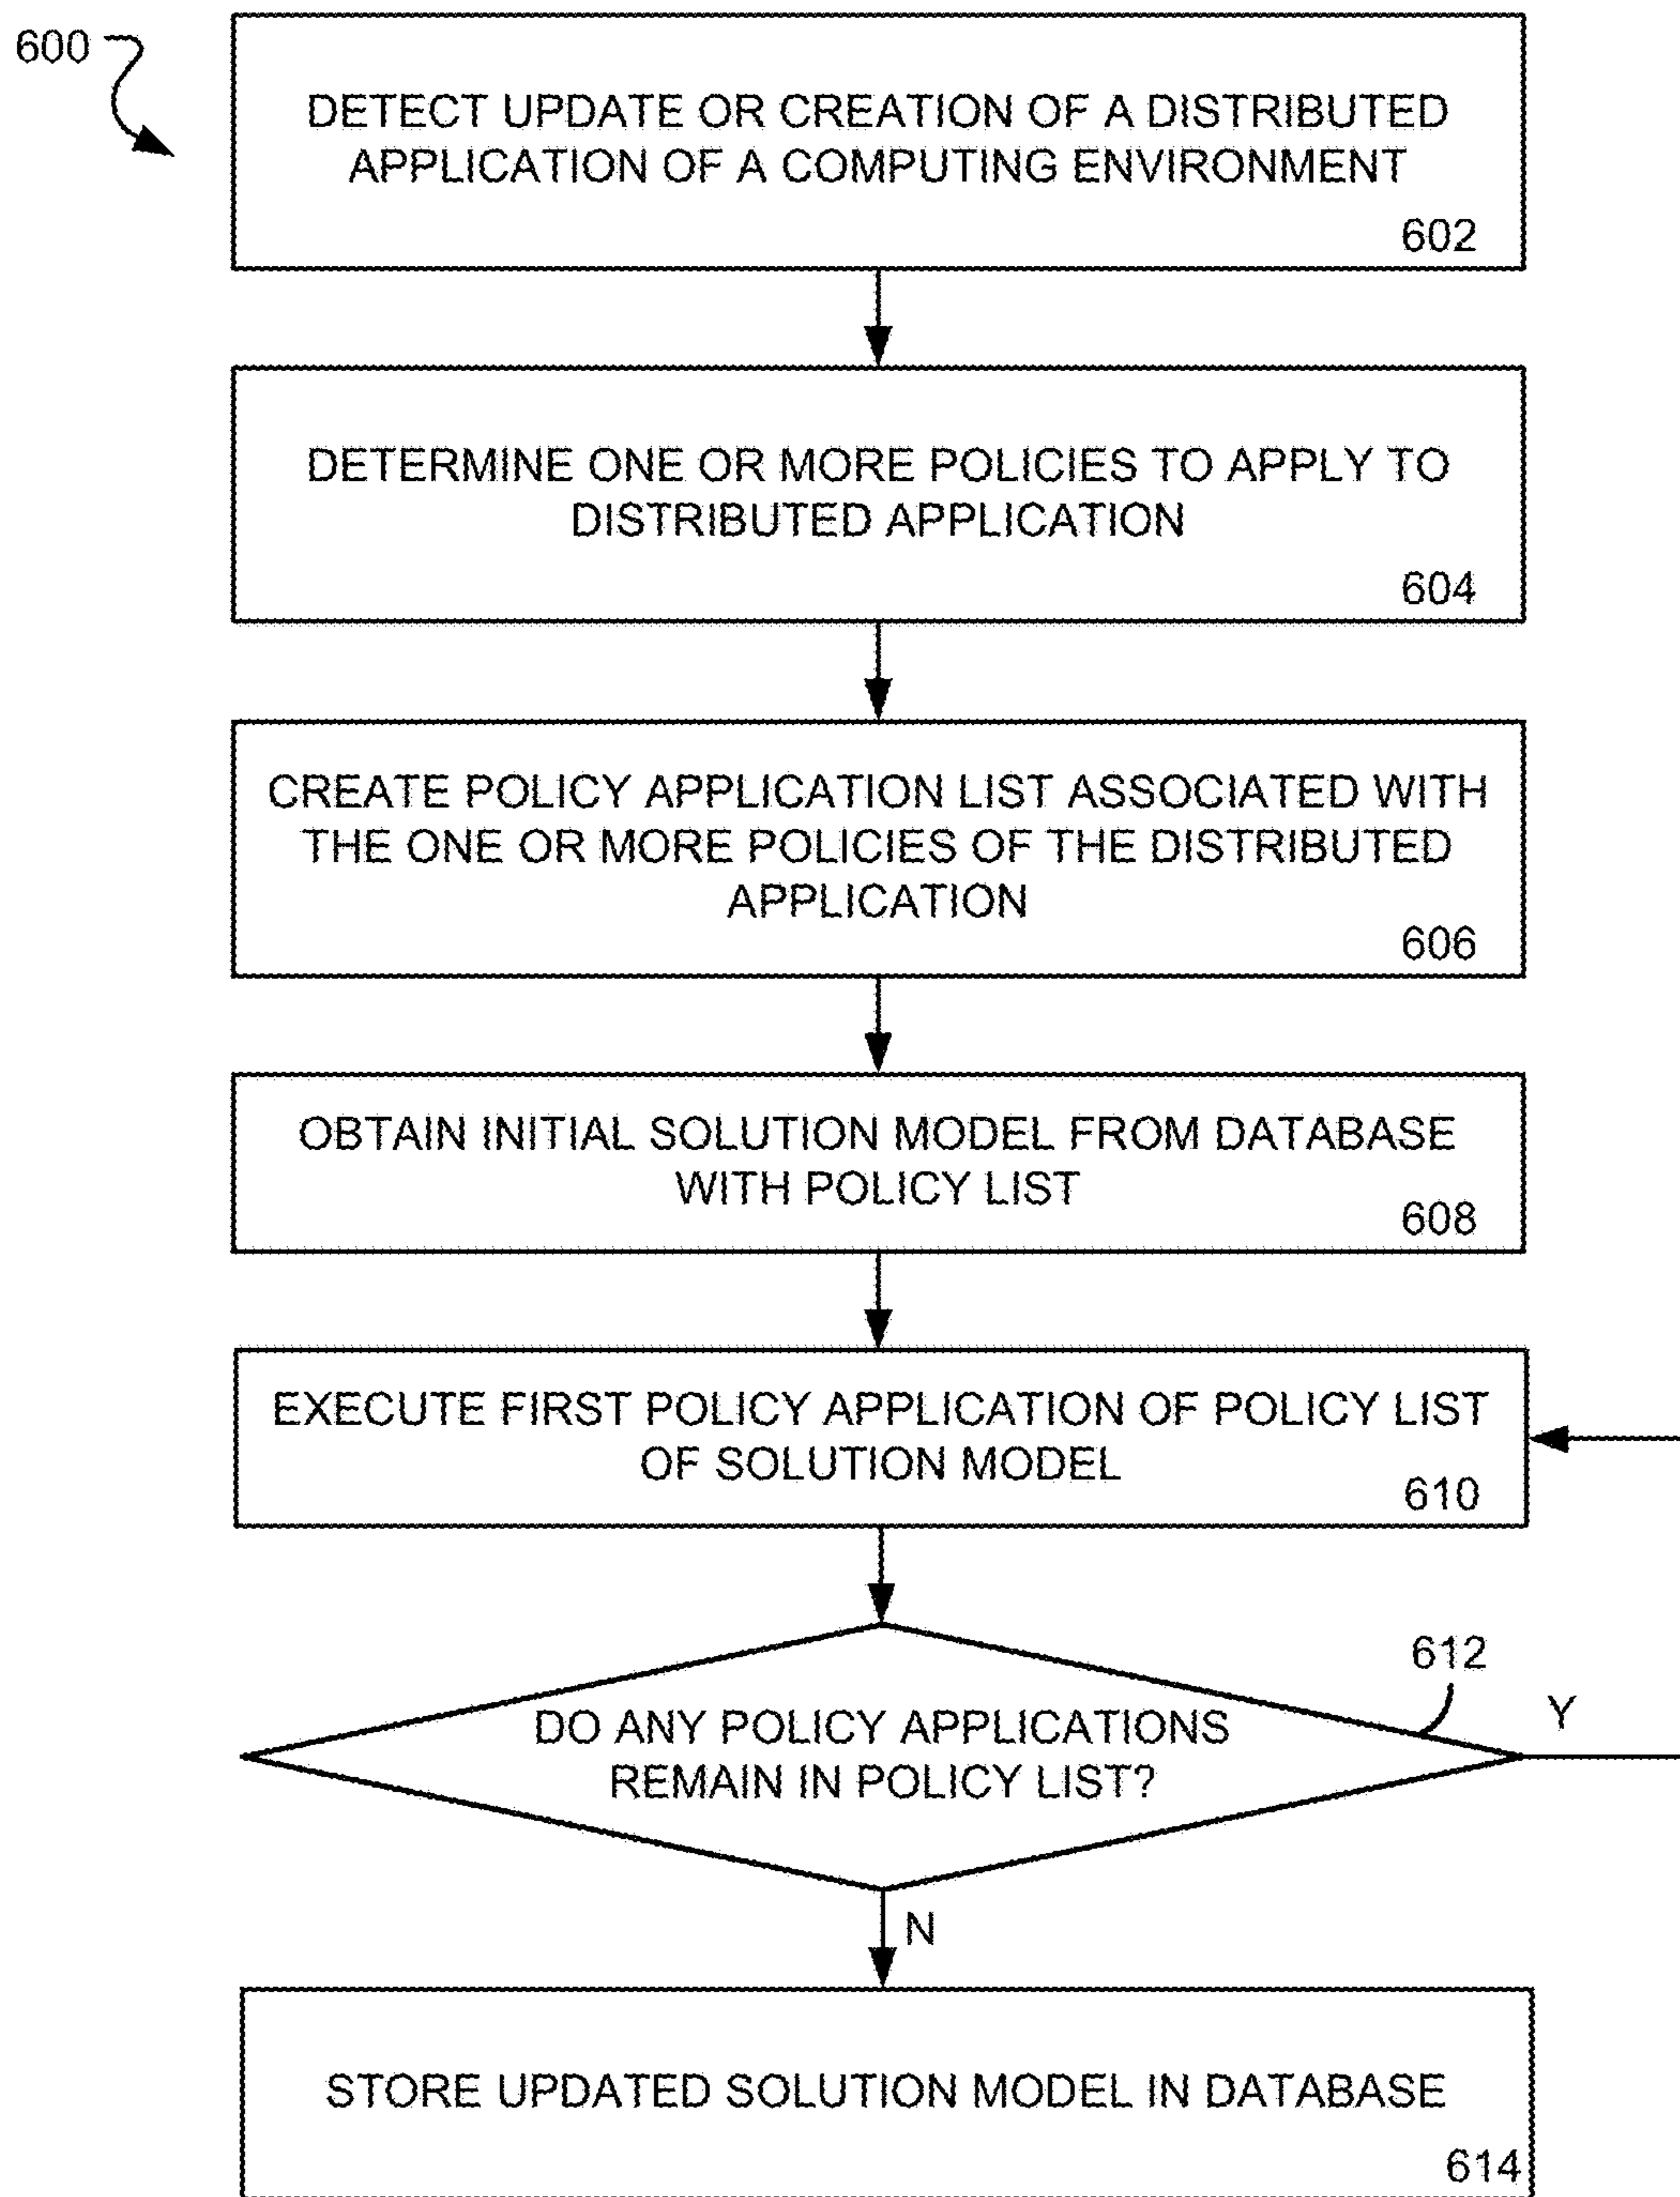 600
DETECT UPDATE OR CREATION OF A DISTRIBUTED
APPLICATION OF A COMPUTING ENVIRONMENT
602
DETERMINE ONE OR MORE POLICIES TO APPLY TO
DISTRIBUTED APPLICATION
604
CREATE POLICY APPLICATION LIST ASSOCIATED WITH
THE ONE OR MORE POLICIES OF THE DISTRIBUTED
APPLICATION
606
OBTAIN INITIAL SOLUTION MODEL FROM DATABASE
WITH POLICY LIST
608
EXECUTE FIRST POLICY APPLICATION OF POLICY LIST
OF SOLUTION MODEL
610
612
DO ANY POLICY APPLICATIONS
REMAIN IN POLICY LIST?
Y
N
STORE UPDATED SOLUTION MODEL IN DATABASE
614